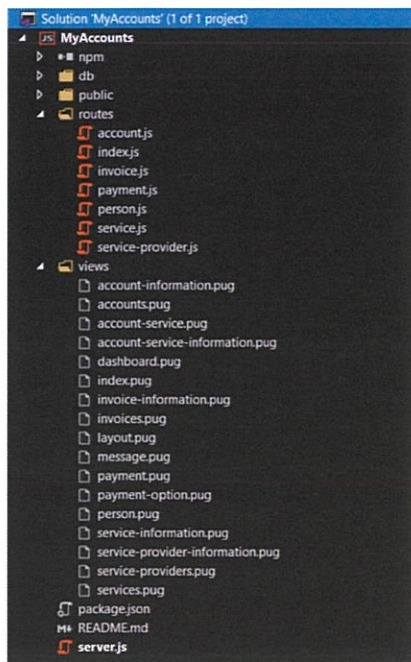 Solution 'MyAccounts' (1 of 1 project)
JS MyAccounts
npm
db
public
routes
account.js
index.js
invoice.js
payment.js
person.js
service.js
service-provider.js
views
account-information.pug
accounts.pug
account-service.pug
account-service-information.pug
dashboard.pug
index.pug
invoice-information.pug
invoices.pug
layout.pug
message.pug
payment.pug
payment-option.pug
person.pug
service-information.pug
service-provider-information.pug
service-providers.pug
services.pug
package.json
M+ README.md
server.js